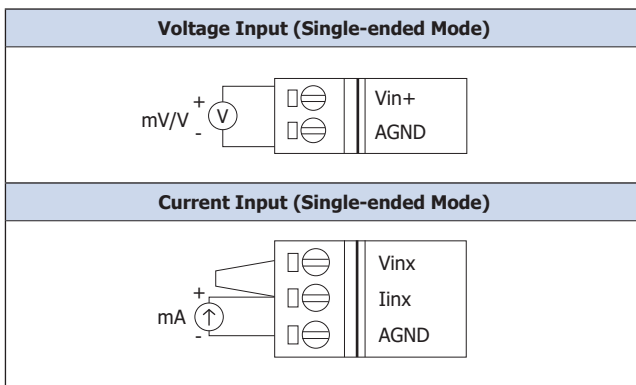 Voltage Input (Single-ended Mode)
+
mV/V
V
-
Vin+
AGND
Current Input (Single-ended Mode)
+
mA
-
Vinx
Iinx
AGND